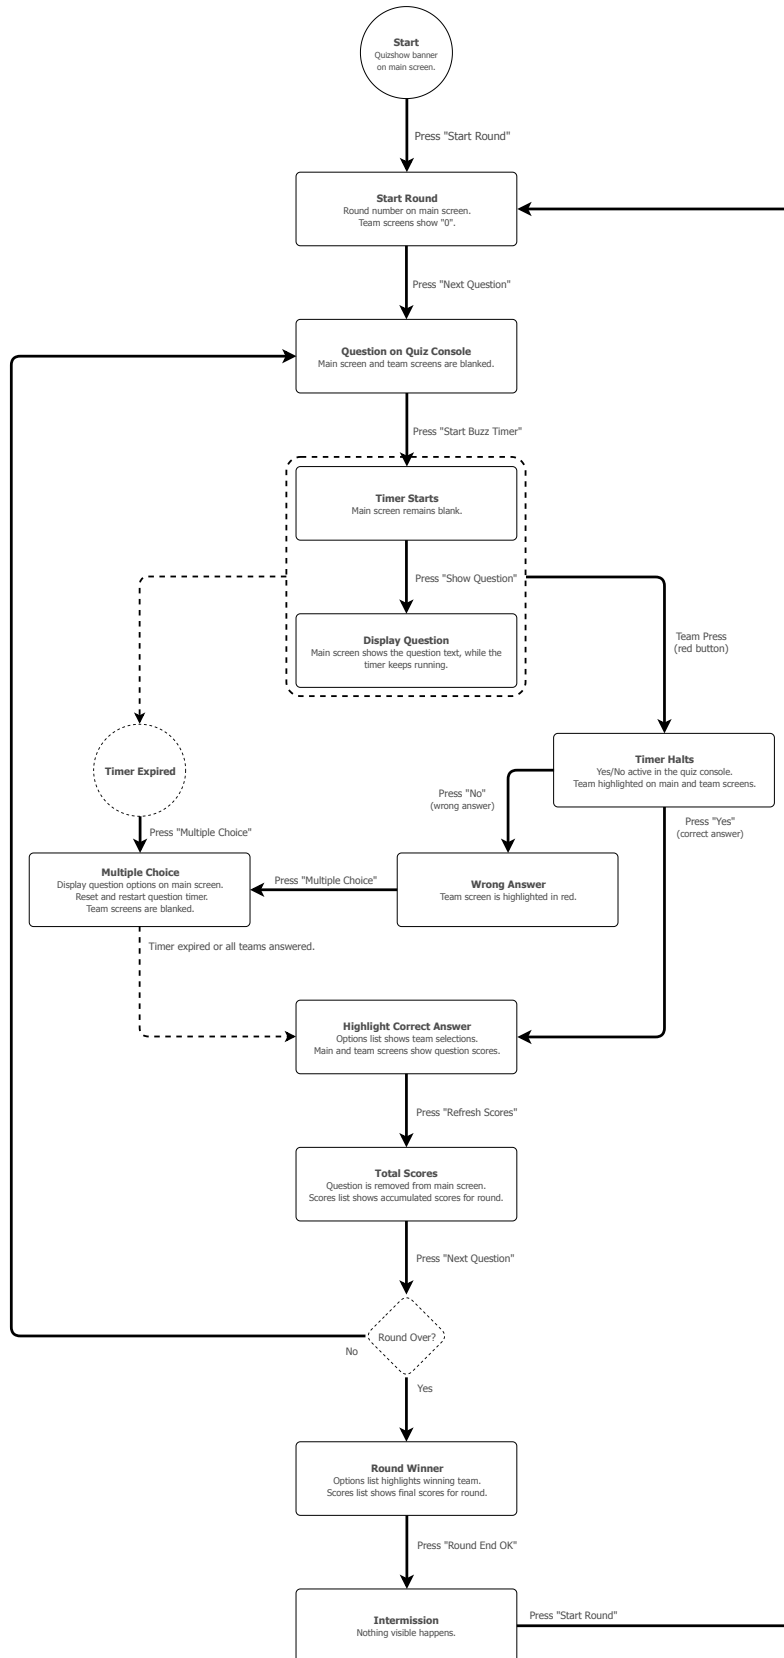 Start
Quizshow banner
on main screen.
Press "Start Round"
Start Round
Round number on main screen.
Team screens show "0".
Press "Next Question"
Question on Quiz Console
Main screen and team screens are blanked.
Press "Start Buzz Timer"
Timer Starts
Main screen remains blank.
Press "Show Question"
Display Question
Main screen shows the question text, while the
timer keeps running.
Team Press
(red button)
Timer Expired
Timer Halts
Yes/No active in the quiz console.
Team highlighted on main and team screens.
Press "No"
(wrong answer)
Press "Yes"
(correct answer)
Press "Multiple Choice"
Multiple Choice
Display question options on main screen.
Reset and restart question timer.
Team screens are blanked.
Press "Multiple Choice"
Wrong Answer
Team screen is highlighted in red.
Timer expired or all teams answered.
Highlight Correct Answer
Options list shows team selections.
Main and team screens show question scores.
Press "Refresh Scores"
Total Scores
Question is removed from main screen.
Scores list shows accumulated scores for round.
Press "Next Question"
Round Over?
No
Yes
Round Winner
Options list highlights winning team.
Scores list shows final scores for round.
Press "Round End OK"
Intermission
Nothing visible happens.
Press "Start Round"